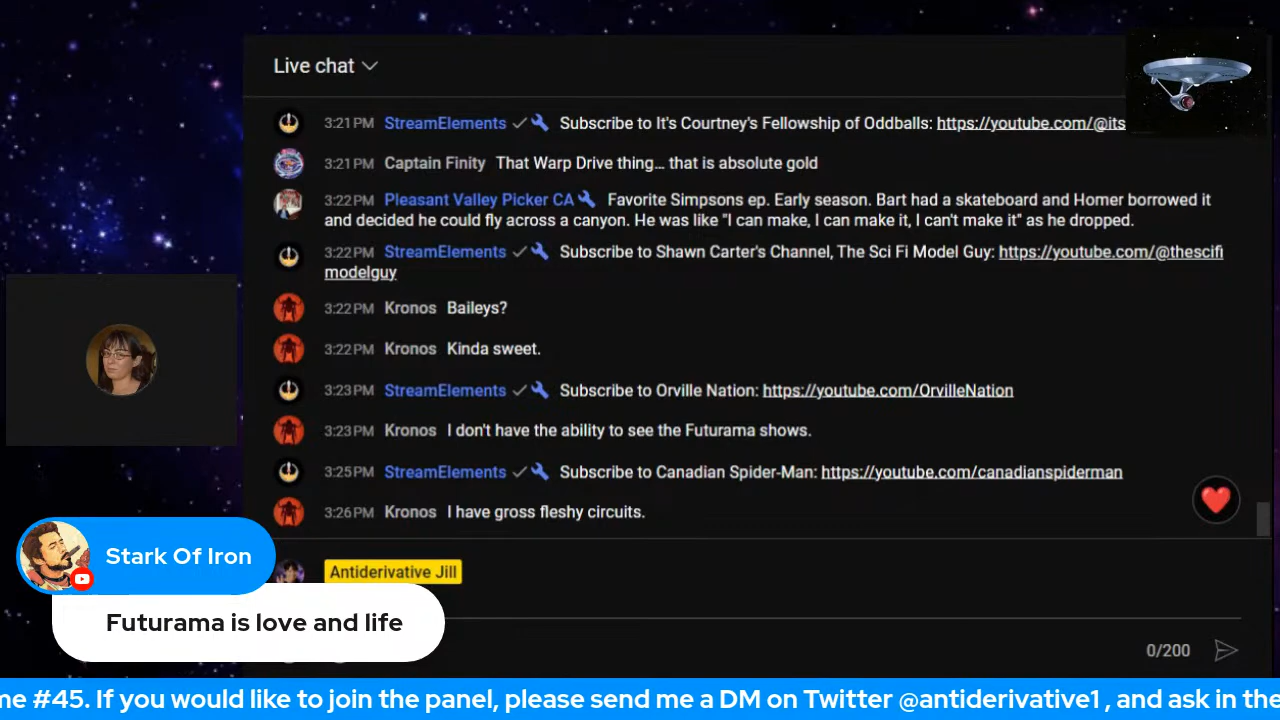 Live chat
3:21 PM StreamElements Subscribe to It's Courtney's Fellowship of Oddballs: https://youtube.com/@its
3:21 PM Captain Finity That Warp Drive thing... that is absolute gold
3:22 PM Pleasant Valley Picker CA Favorite Simpsons ep. Early season. Bart had a skateboard and Homer borrowed it
and decided he could fly across a canyon. He was like "I can make, I can make it, I can't make it" as he dropped.
3:22 PM StreamElements Subscribe to Shawn Carter's Channel, The Sci Fi Model Guy: https://youtube.com/@thescifi
modelguy
3:22 PM Kronos Baileys?
3:22 PM Kronos Kinda sweet.
3:23 PM StreamElements Subscribe to Orville Nation: https://youtube.com/OrvilleNation
3:23 PM Kronos I don't have the ability to see the Futurama shows.
3:25 PM StreamElements Subscribe to Canadian Spider-Man: https://youtube.com/canadianspiderman
3:26 PM Kronos I have gross fleshy circuits.
Stark Of Iron
Antiderivative Jill
Futurama is love and life
0/200
me #45. If you would like to join the panel, please send me a DM on Twitter @antiderivative1 , and ask in the